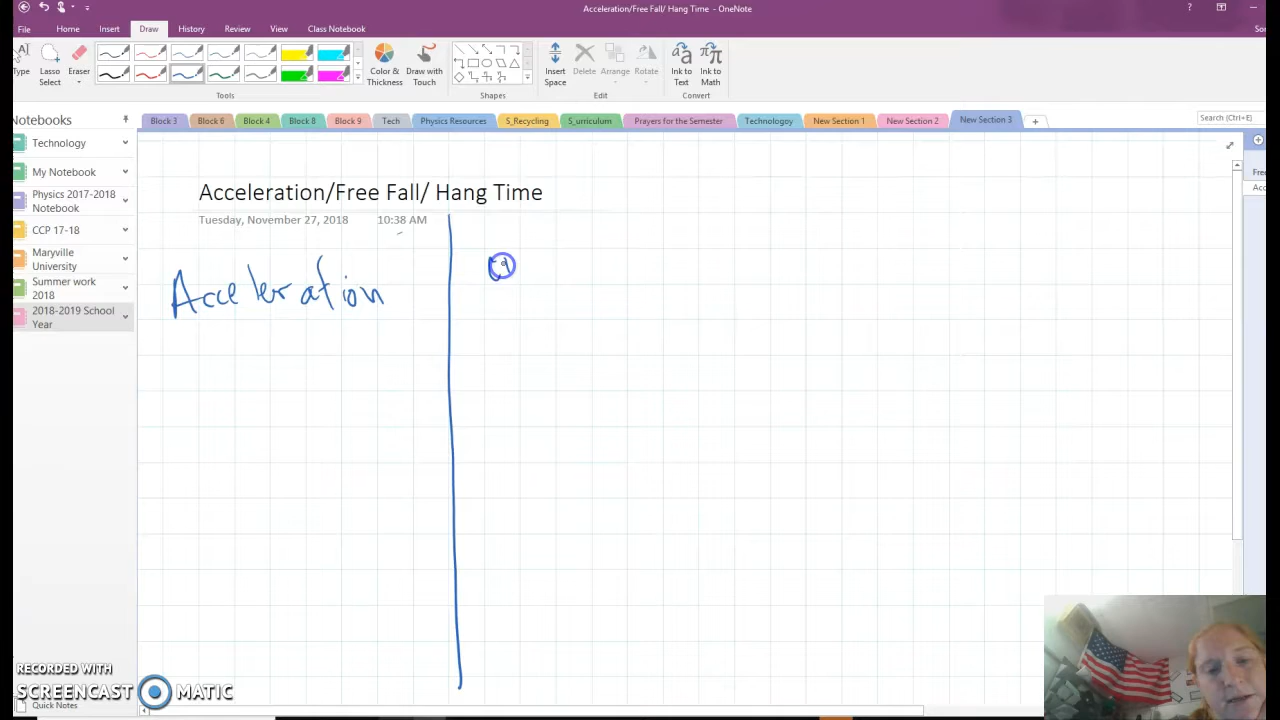 Acceleration/Free Fall/ Hang Time - OneNote
?
File Home Insert Draw History Review View Class Notebook
Type Lasso Select Eraser Color & Thickness Draw with Touch Insert Space Delete Arrange Rotate Ink to Text Ink to Math
Tools Shapes Edit Convert
Notebooks
Block 3 Block 6 Block 4 Block 8 Block 9 Tech Physics Resources S_Recycling S_urriculum Prayers for the Semester Technologoy New Section 1 New Section 2 New Section 3 Search (Ctrl+E)
Technology
My Notebook
Physics 2017-2018
Notebook
CCP 17-18
Maryville
University
Summer work
2018
2018-2019 School
Year
Acceleration/Free Fall/ Hang Time
Tuesday, November 27, 2018 10:38 AM
Acceleration
RECORDED WITH
SCREENCAST MATIC
Quick Notes